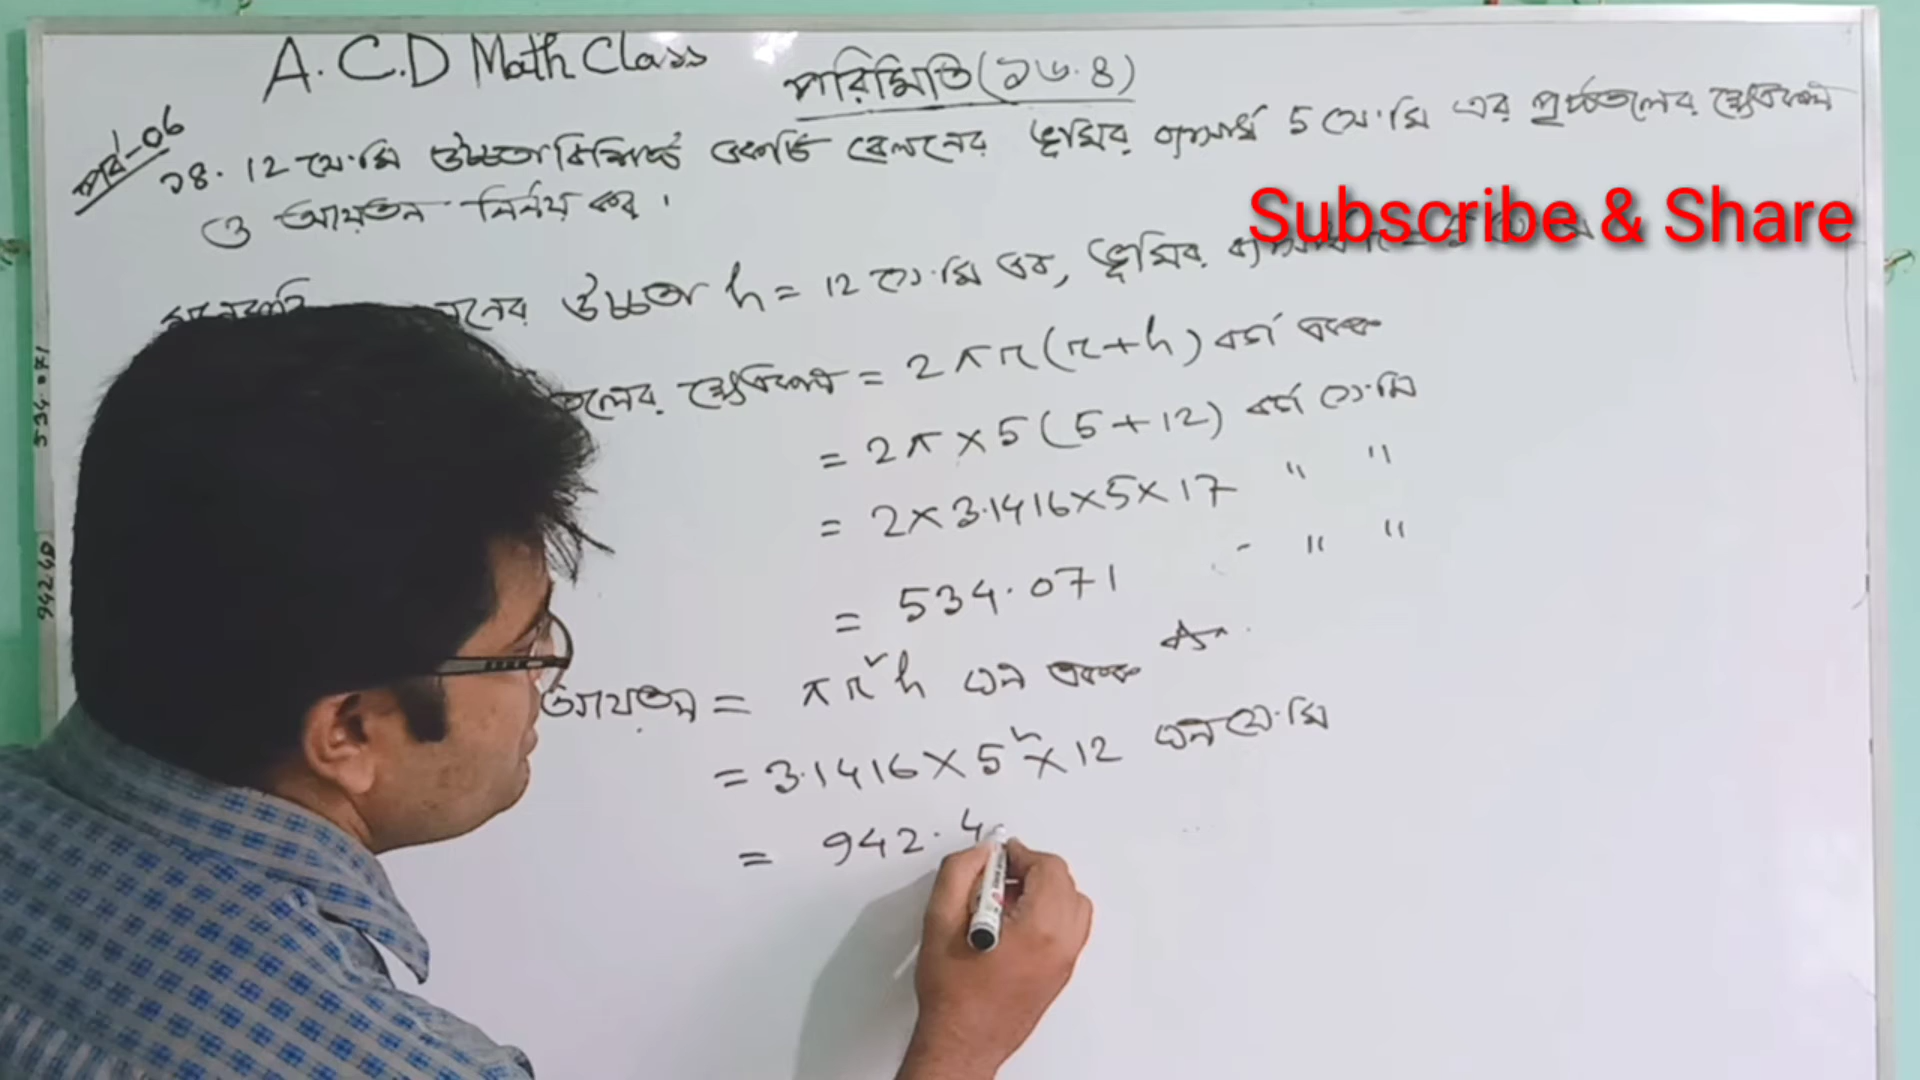 A.C.D Math Class
পরিমিতি (১৬.৪)
পর্ব-06
১৪. 12 সে.মি উচ্চতাবিশিষ্ট একটি বেলনের ভূমির ব্যাসার্ধ 5 সে.মি এর পৃষ্ঠতলের ক্ষেত্রফল
ও আয়তন নির্ণয় কর।
Subscribe & Share
উচ্চতা h = 12 সে.মি এবং, ভূমির
তলের ক্ষেত্রফল = 2πr(r+h) বর্গ একক
= 2π×5(5+12) বর্গ সে.মি
= 2×3.1416×5×17 " "
= 534.071 " "
আয়তন = πr²h ঘন একক
= 3.1416×5²×12 ঘন সে.মি
= 942.4
534.071
942.48